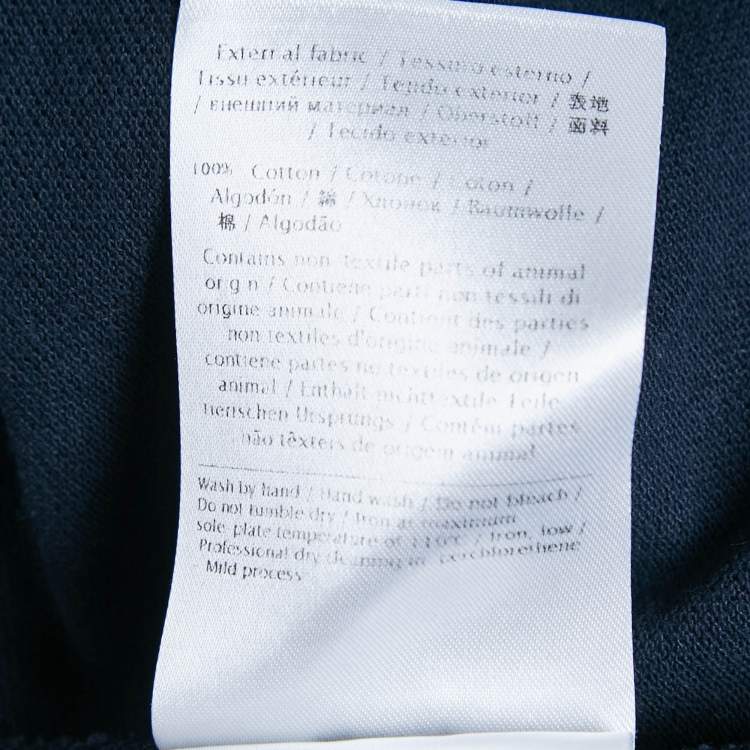 External fabric / Tessuto esterno /
Tissu extérieur / Tejido exterior / 表地
/ внешний материал / Oberstoff / 面料
/ Tecido exterior
100% Cotton / Cotone / Coton /
Algodón / 綿 / Хлопок / Baumwolle /
棉 / Algodão
Contains non-textile parts of animal
origin / Contiene parti non tessili di
origine animale / Contient des parties
non textiles d'origine animale /
contiene partes no textiles de origen
animal / Enthält nichttextile Teile
tierischen Ursprungs / Contém partes
não têxteis de origem animal
Wash by hand / Hand wash / Do not bleach /
Do not tumble dry / Iron at maximum
sole-plate temperature of 110°C / Iron, low /
Professional dry cleaning in perchlorethene
- Mild process